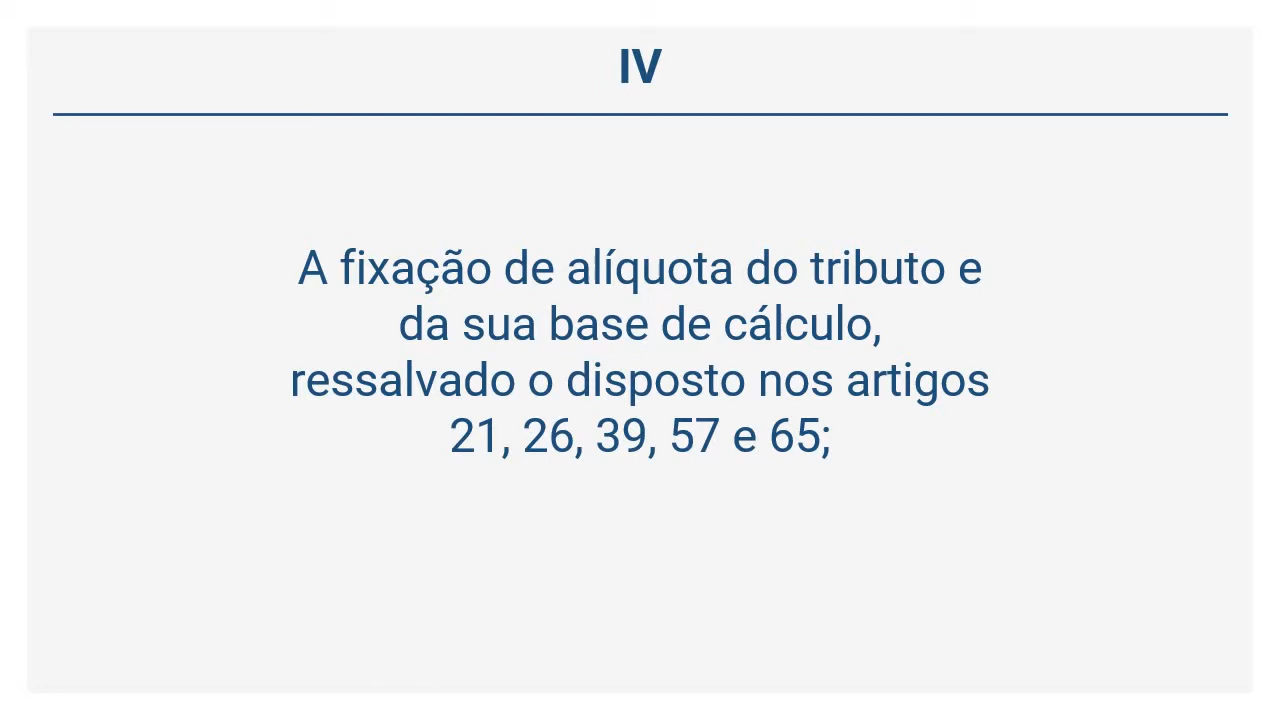 IV
A fixação de alíquota do tributo e
da sua base de cálculo,
ressalvado o disposto nos artigos
21, 26, 39, 57 e 65;